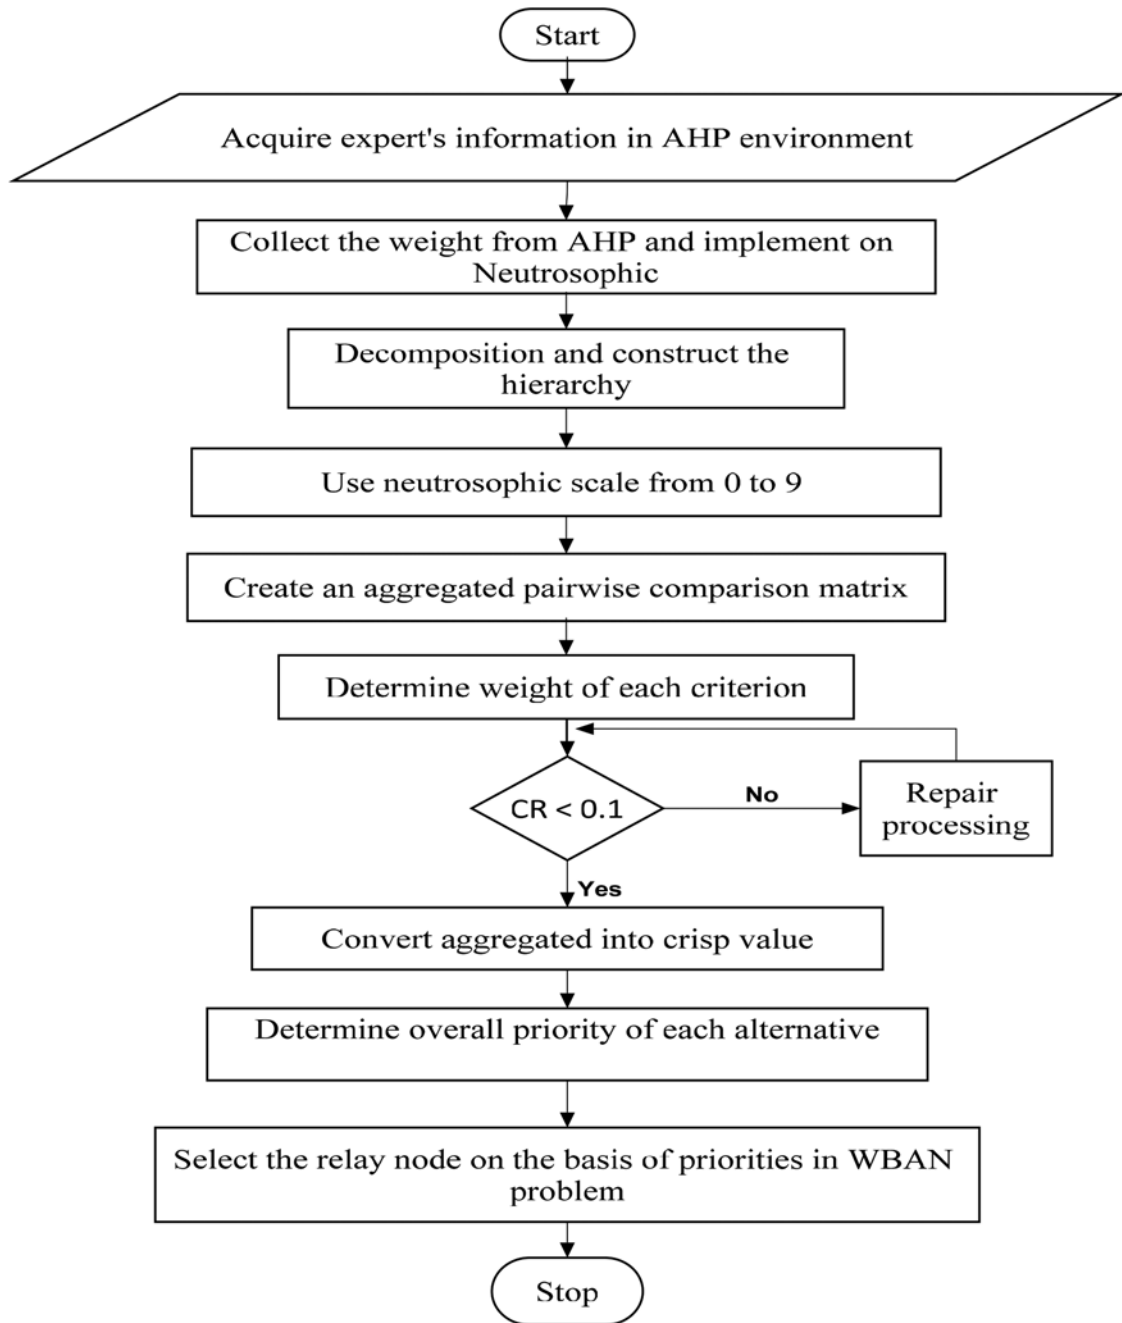 Start
Acquire expert's information in AHP environment
Collect the weight from AHP and implement on
Neutrosophic
Decomposition and construct the
hierarchy
Use neutrosophic scale from 0 to 9
Create an aggregated pairwise comparison matrix
Determine weight of each criterion
CR < 0.1
No
Repair
processing
Yes
Convert aggregated into crisp value
Determine overall priority of each alternative
Select the relay node on the basis of priorities in WBAN
problem
Stop